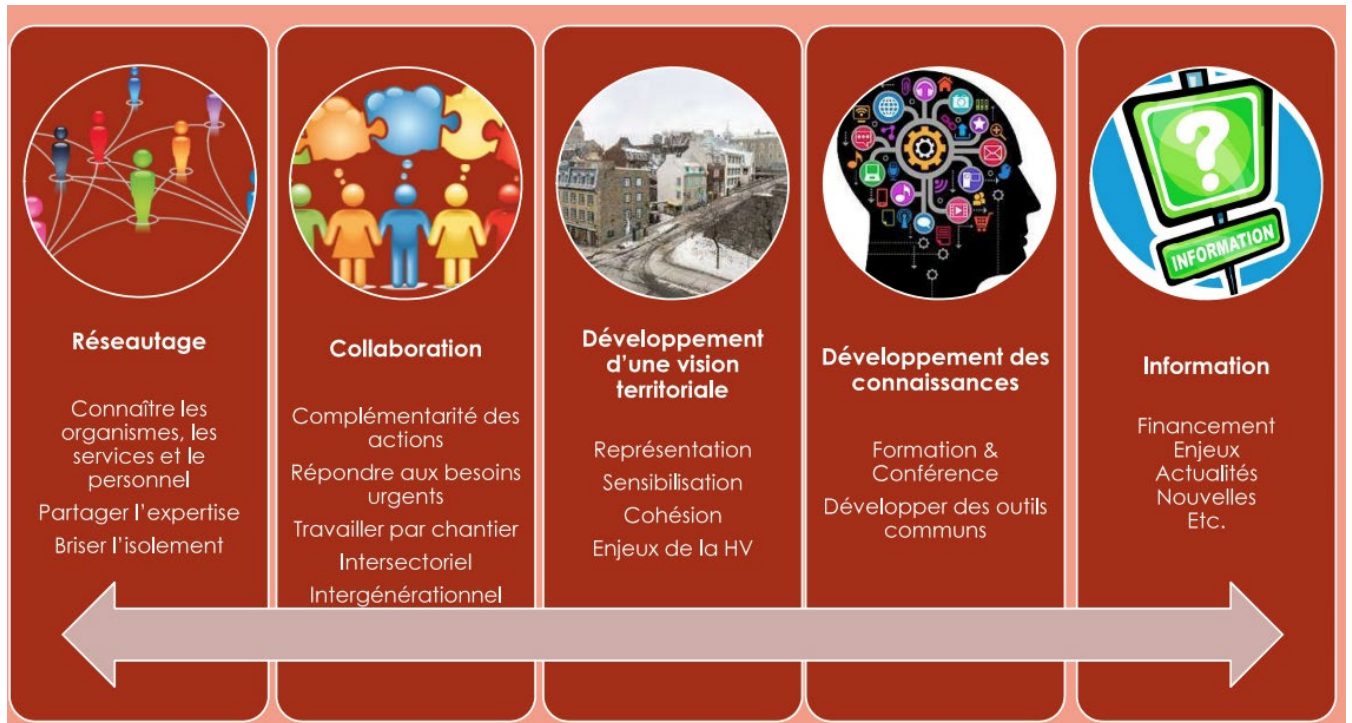 Réseautage
Connaître les
organismes, les
services et le
personnel
Partager l'expertise
Briser l'isolement
Collaboration
Complémentarité des
actions
Répondre aux besoins
urgents
Travailler par chantier
Intersectoriel
Intergénérationnel
Développement
d'une vision
territoriale
Représentation
Sensibilisation
Cohésion
Enjeux de la HV
Développement des
connaissances
Formation &
Conférence
Développer des outils
communs
?
INFORMATION
Information
Financement
Enjeux
Actualités
Nouvelles
Etc.